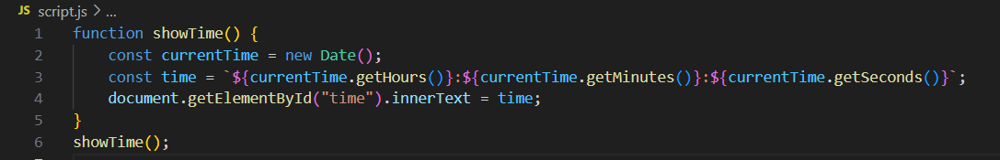 JS script.js > ...
1 function showTime() {
2 const currentTime = new Date();
3 const time = `${currentTime.getHours()}:${currentTime.getMinutes()}:${currentTime.getSeconds()}`;
4 document.getElementById("time").innerText = time;
5 }
6 showTime();